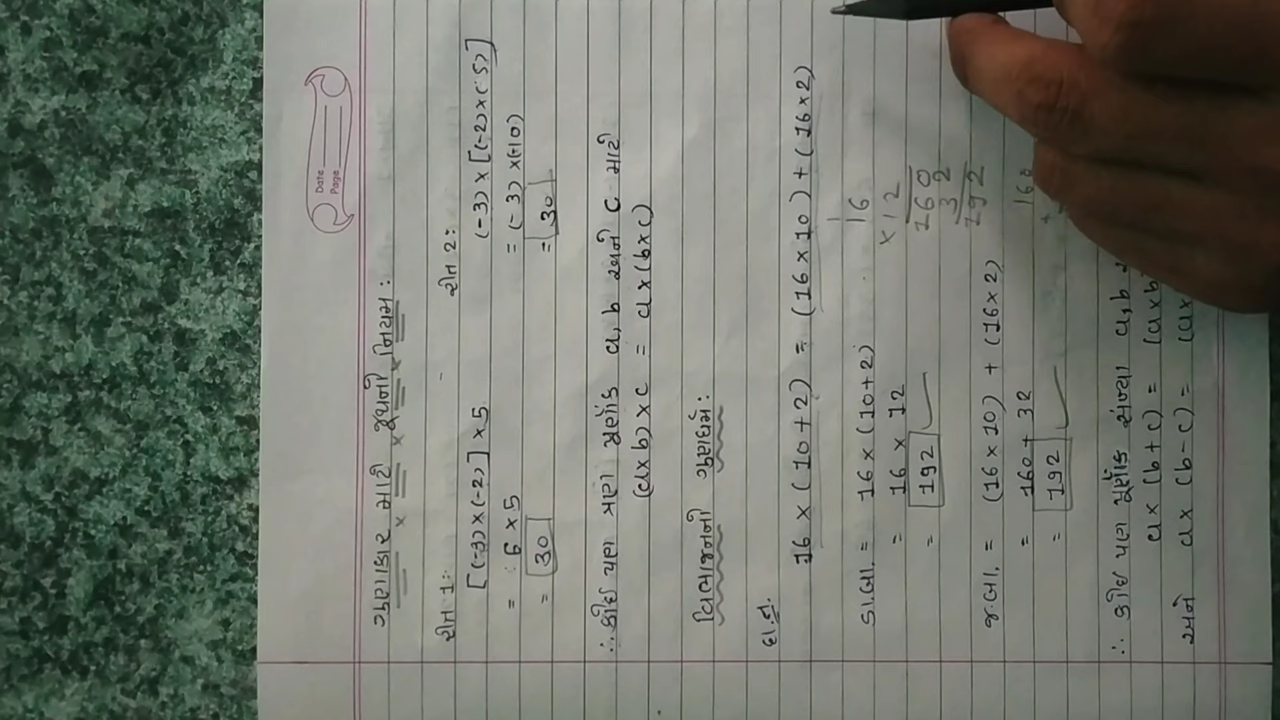 Date
Page
ગુણાકાર માટે જૂથનો નિયમ :
રીત 1: રીત 2:
[(-3)×(-2)] × 5 (-3) × [(-2)×(5)]
= 6 × 5 = (-3) × (-10)
= 30 = 30
∴ કોઈ પણ ત્રણ પૂર્ણાંક a, b અને c માટે
(a×b) × c = a × (b×c)
વિભાજનનો ગુણધર્મ :
દા.ત.
16 × (10 + 2) = (16 × 10) + (16 × 2)
ડા.બા. = 16 × (10 + 2)
= 16 × 12
= 192
1
16
× 12
160
32
192
જ.બા. = (16 × 10) + (16 × 2)
= 160 + 32
= 192
160
+
∴ કોઈ પણ પૂર્ણાંક સંખ્યા a, b
a × (b + c) = (a×b
અને a × (b - c) = (a×